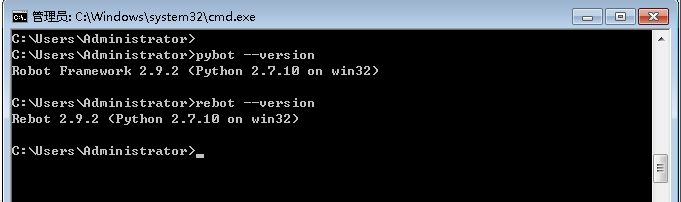 管理员: C:\Windows\system32\cmd.exe
C:\Users\Administrator>
C:\Users\Administrator>pybot --version
Robot Framework 2.9.2 (Python 2.7.10 on win32)
C:\Users\Administrator>rebot --version
Rebot 2.9.2 (Python 2.7.10 on win32)
C:\Users\Administrator>_